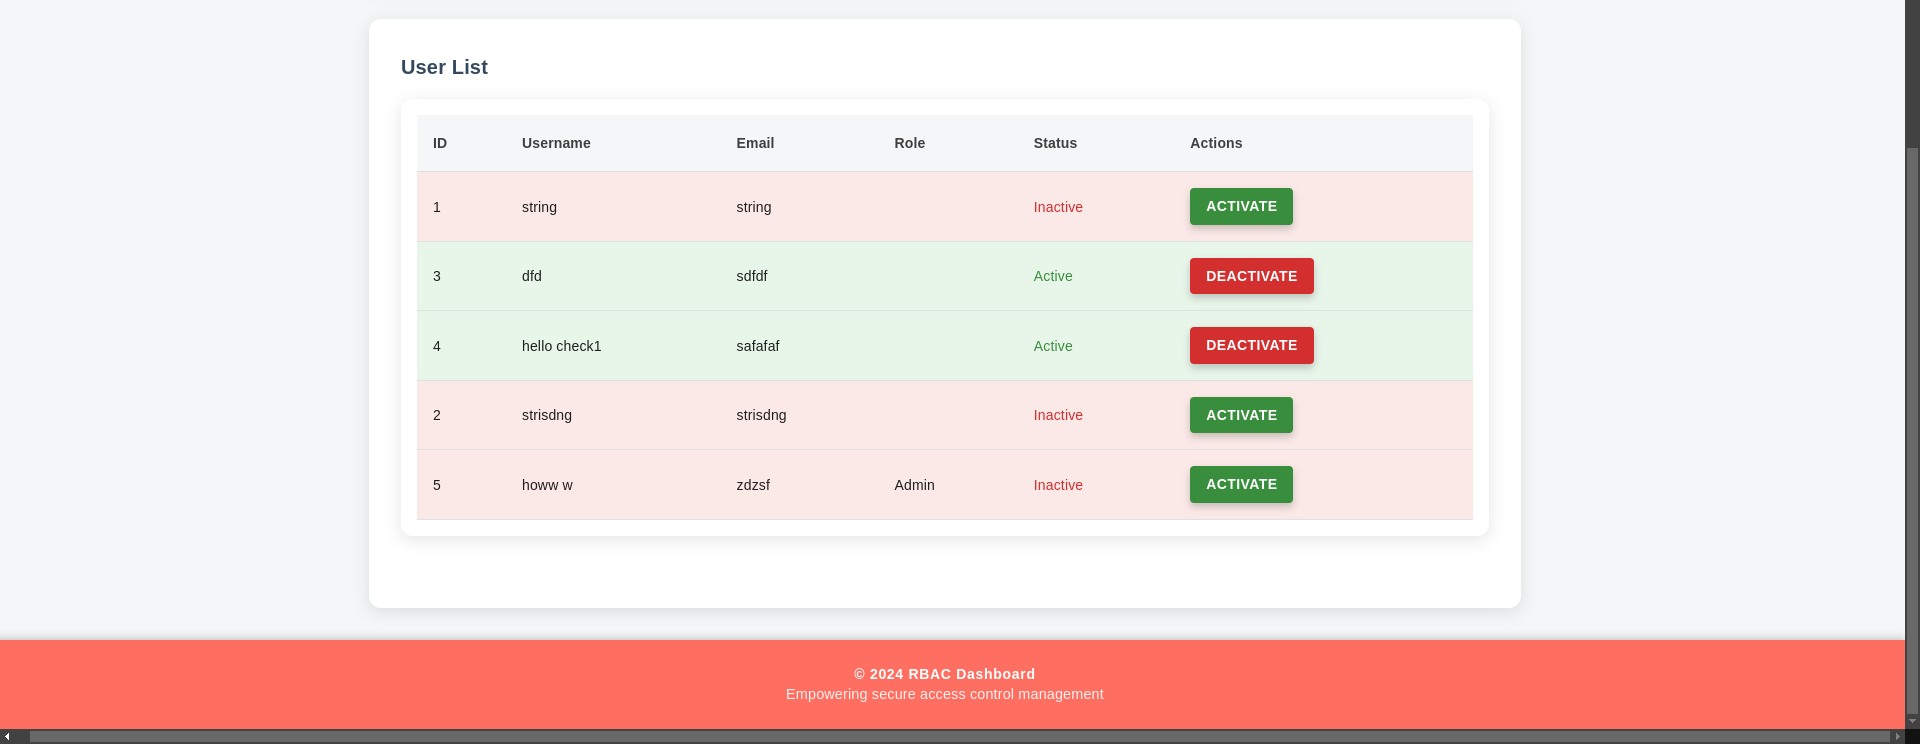 User List
ID Username Email Role Status Actions
1 string string Inactive ACTIVATE
3 dfd sdfdf Active DEACTIVATE
4 hello check1 safafaf Active DEACTIVATE
2 strisdng strisdng Inactive ACTIVATE
5 howw w zdzsf Admin Inactive ACTIVATE
© 2024 RBAC Dashboard
Empowering secure access control management